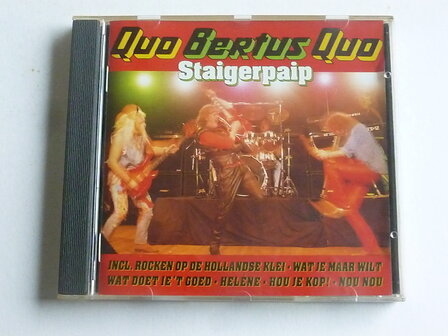 Quo Bertus Quo
Staigerpaip
INCL. ROCKEN OP DE HOLLANDSE KLEI • WAT JE MAAR WILT
WAT DOET IE'T GOED • HELENE • HOU JE KOP! • NOU NOU